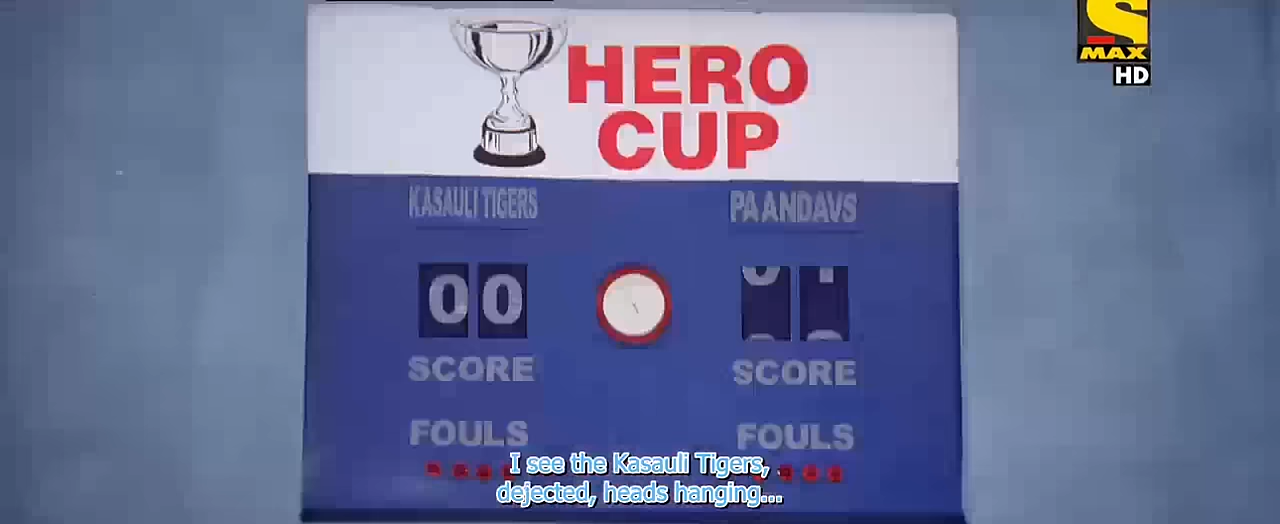 S
MAX
HD
HERO
CUP
KASAULI TIGERS
PAANDAVS
00
SCORE
SCORE
FOULS
FOULS
I see the Kasauli Tigers,
dejected, heads hanging...